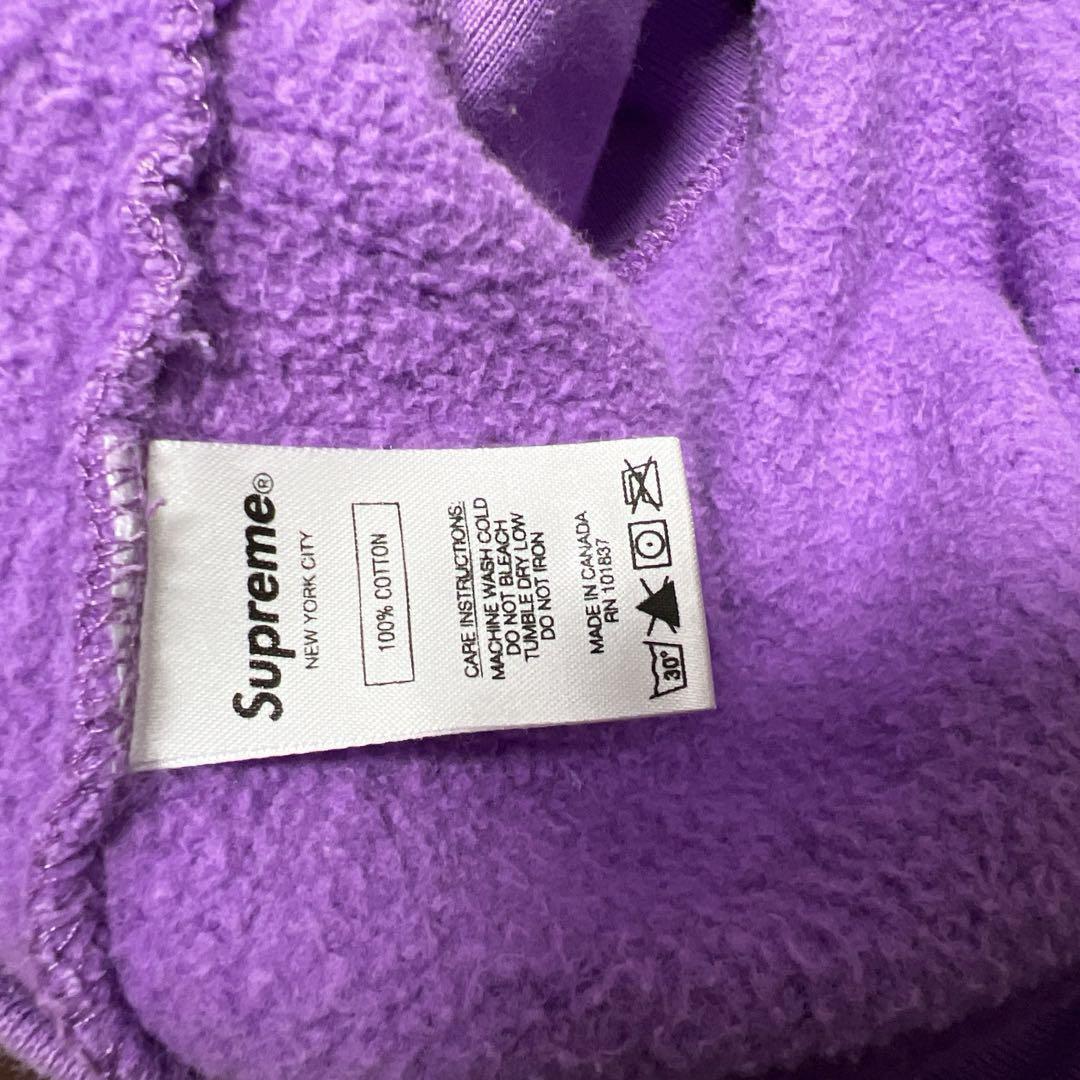 Supreme®
NEW YORK CITY
100% COTTON
CARE INSTRUCTIONS:
MACHINE WASH COLD
DO NOT BLEACH
TUMBLE DRY LOW
DO NOT IRON
MADE IN CANADA
RN 101837
30°